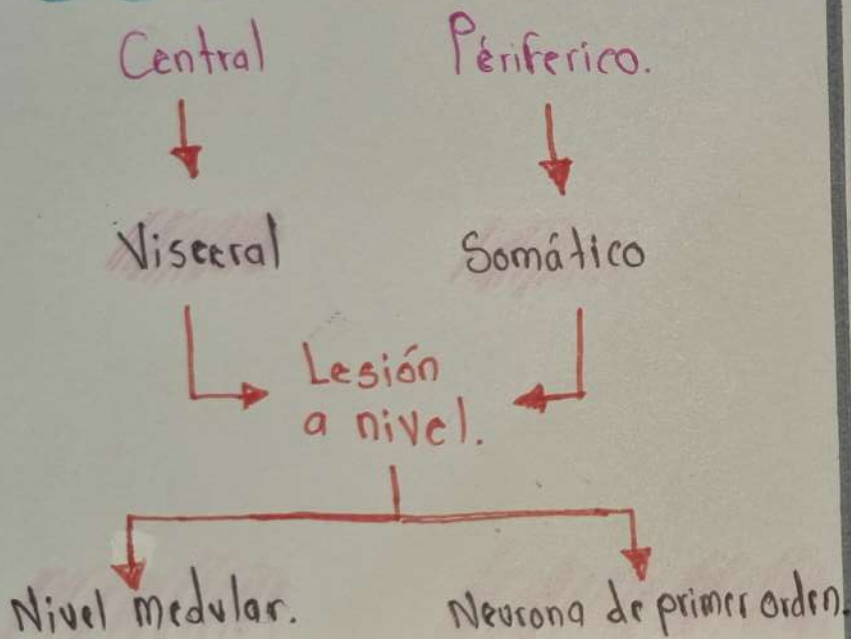 Central Périferico.
Visceral Somático
Lesión
a nivel.
Nivel medular. Neurona de primer orden.